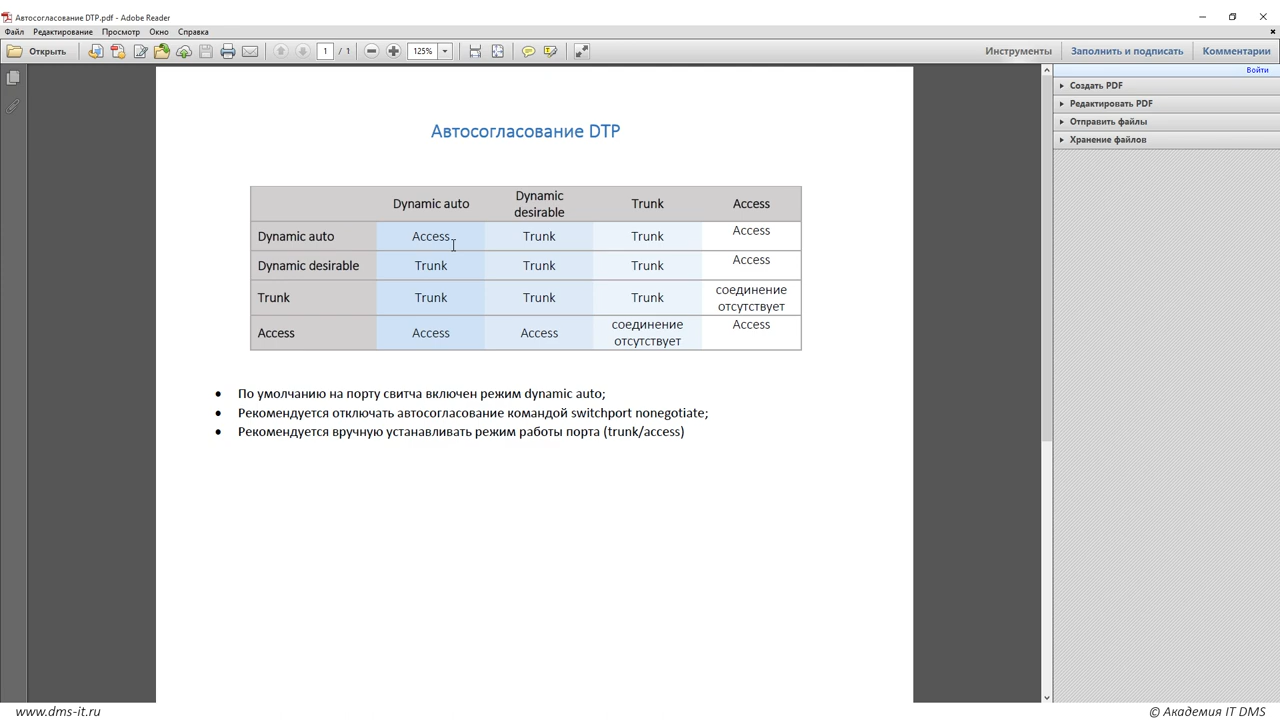 Автосогласование DTP.pdf - Adobe Reader
Файл Редактирование Просмотр Окно Справка
Открыть 1 / 1 125% Инструменты Заполнить и подписать Комментарии
Войти
Создать PDF
Редактировать PDF
Отправить файлы
Хранение файлов
Автосогласование DTP
Dynamic auto Dynamic desirable Trunk Access
Dynamic auto Access Trunk Trunk Access
Dynamic desirable Trunk Trunk Trunk Access
Trunk Trunk Trunk Trunk соединение отсутствует
Access Access Access соединение отсутствует Access
• По умолчанию на порту свитча включен режим dynamic auto;
• Рекомендуется отключать автосогласование командой switchport nonegotiate;
• Рекомендуется вручную устанавливать режим работы порта (trunk/access)
www.dms-it.ru
© Академия IT DMS